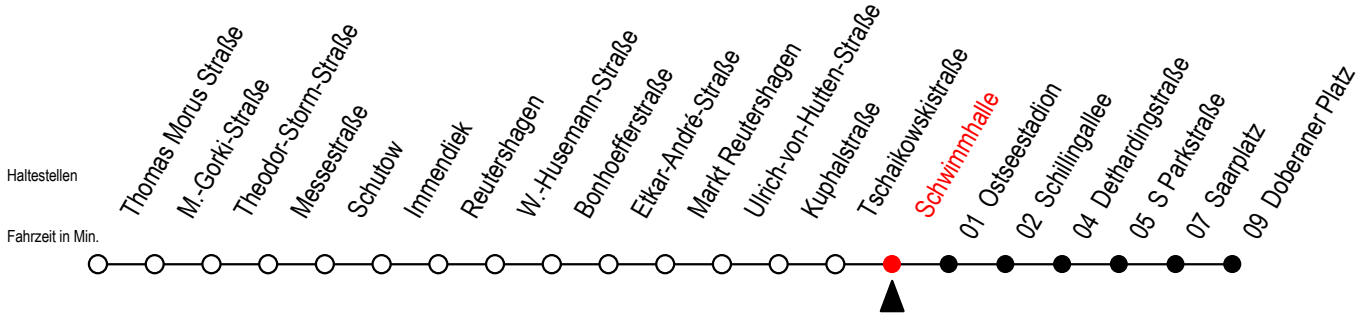 Haltestellen
Fahrzeit in Min.
Thomas Morus Straße
M.-Gorki-Straße
Theodor-Storm-Straße
Messestraße
Schutow
Immendiek
Reutershagen
W.-Husemann-Straße
Bonhoefferstraße
Etkar-André-Straße
Markt Reutershagen
Ulrich-von-Hutten-Straße
Kuphalstraße
Tschaikowskistraße
Schwimmhalle
01 Ostseestadion
02 Schillingallee
04 Dethardingstraße
05 S Parkstraße
07 Saarplatz
09 Doberamer Platz